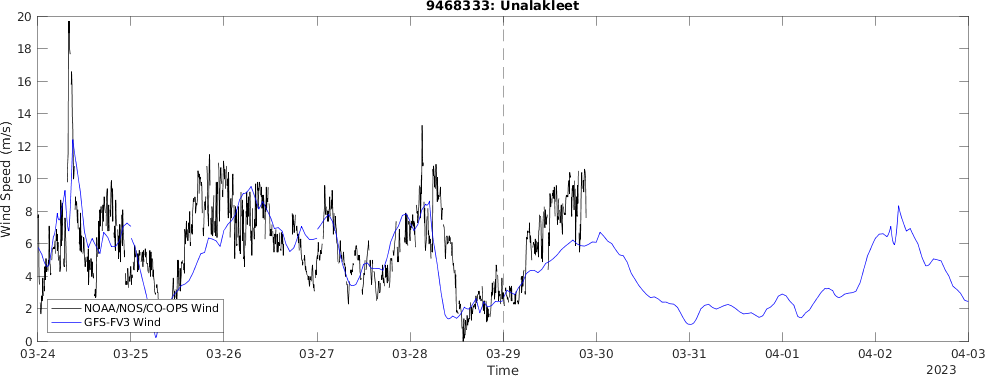 9468333: Unalakleet
Wind Speed (m/s)
20
18
16
14
12
10
8
6
4
2
0
NOAA/NOS/CO-OPS Wind
GFS-FV3 Wind
03-24 03-25 03-26 03-27 03-28 03-29 03-30 03-31 04-01 04-02 04-03
Time
2023